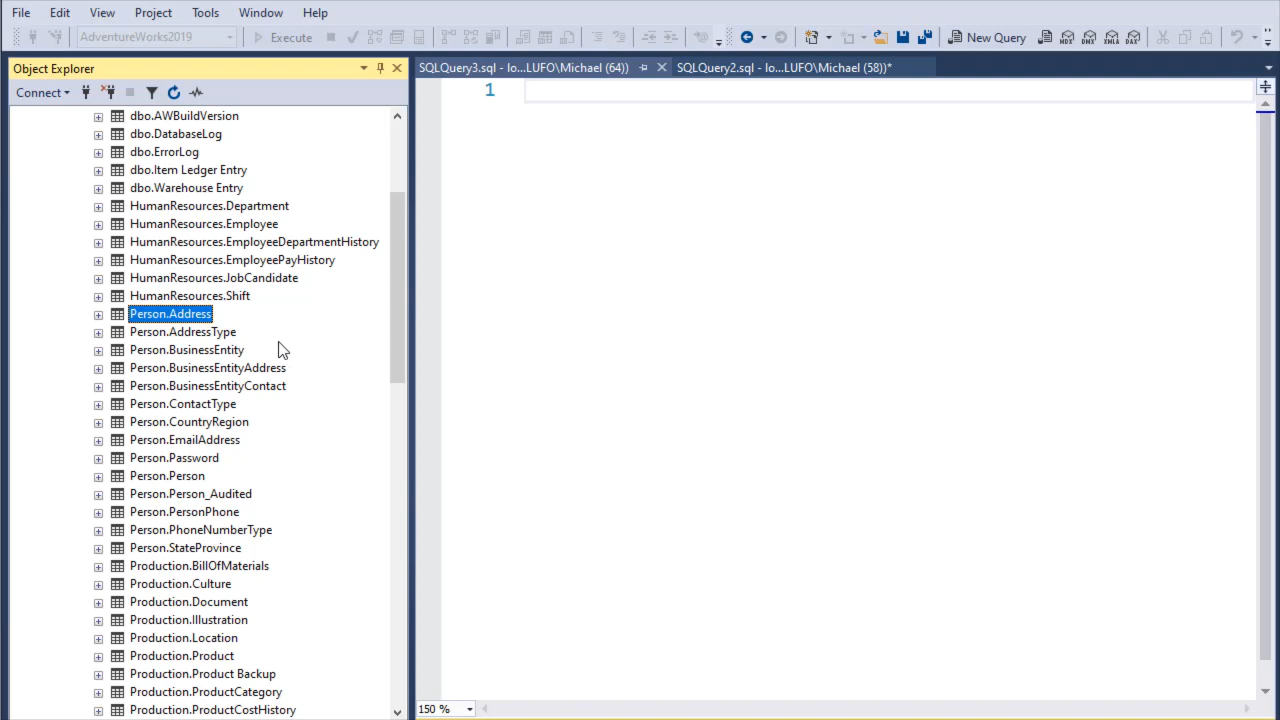 File Edit View Project Tools Window Help
AdventureWorks2019 Execute New Query MDX DMX XMLA DAX
Object Explorer
Connect
dbo.AWBuildVersion
dbo.DatabaseLog
dbo.ErrorLog
dbo.Item Ledger Entry
dbo.Warehouse Entry
HumanResources.Department
HumanResources.Employee
HumanResources.EmployeeDepartmentHistory
HumanResources.EmployeePayHistory
HumanResources.JobCandidate
HumanResources.Shift
Person.Address
Person.AddressType
Person.BusinessEntity
Person.BusinessEntityAddress
Person.BusinessEntityContact
Person.ContactType
Person.CountryRegion
Person.EmailAddress
Person.Password
Person.Person
Person.Person_Audited
Person.PersonPhone
Person.PhoneNumberType
Person.StateProvince
Production.BillOfMaterials
Production.Culture
Production.Document
Production.Illustration
Production.Location
Production.Product
Production.Product Backup
Production.ProductCategory
Production.ProductCostHistory
SQLQuery3.sql - lo...LUFO\Michael (64)) SQLQuery2.sql - lo...LUFO\Michael (58))*
1
150 %